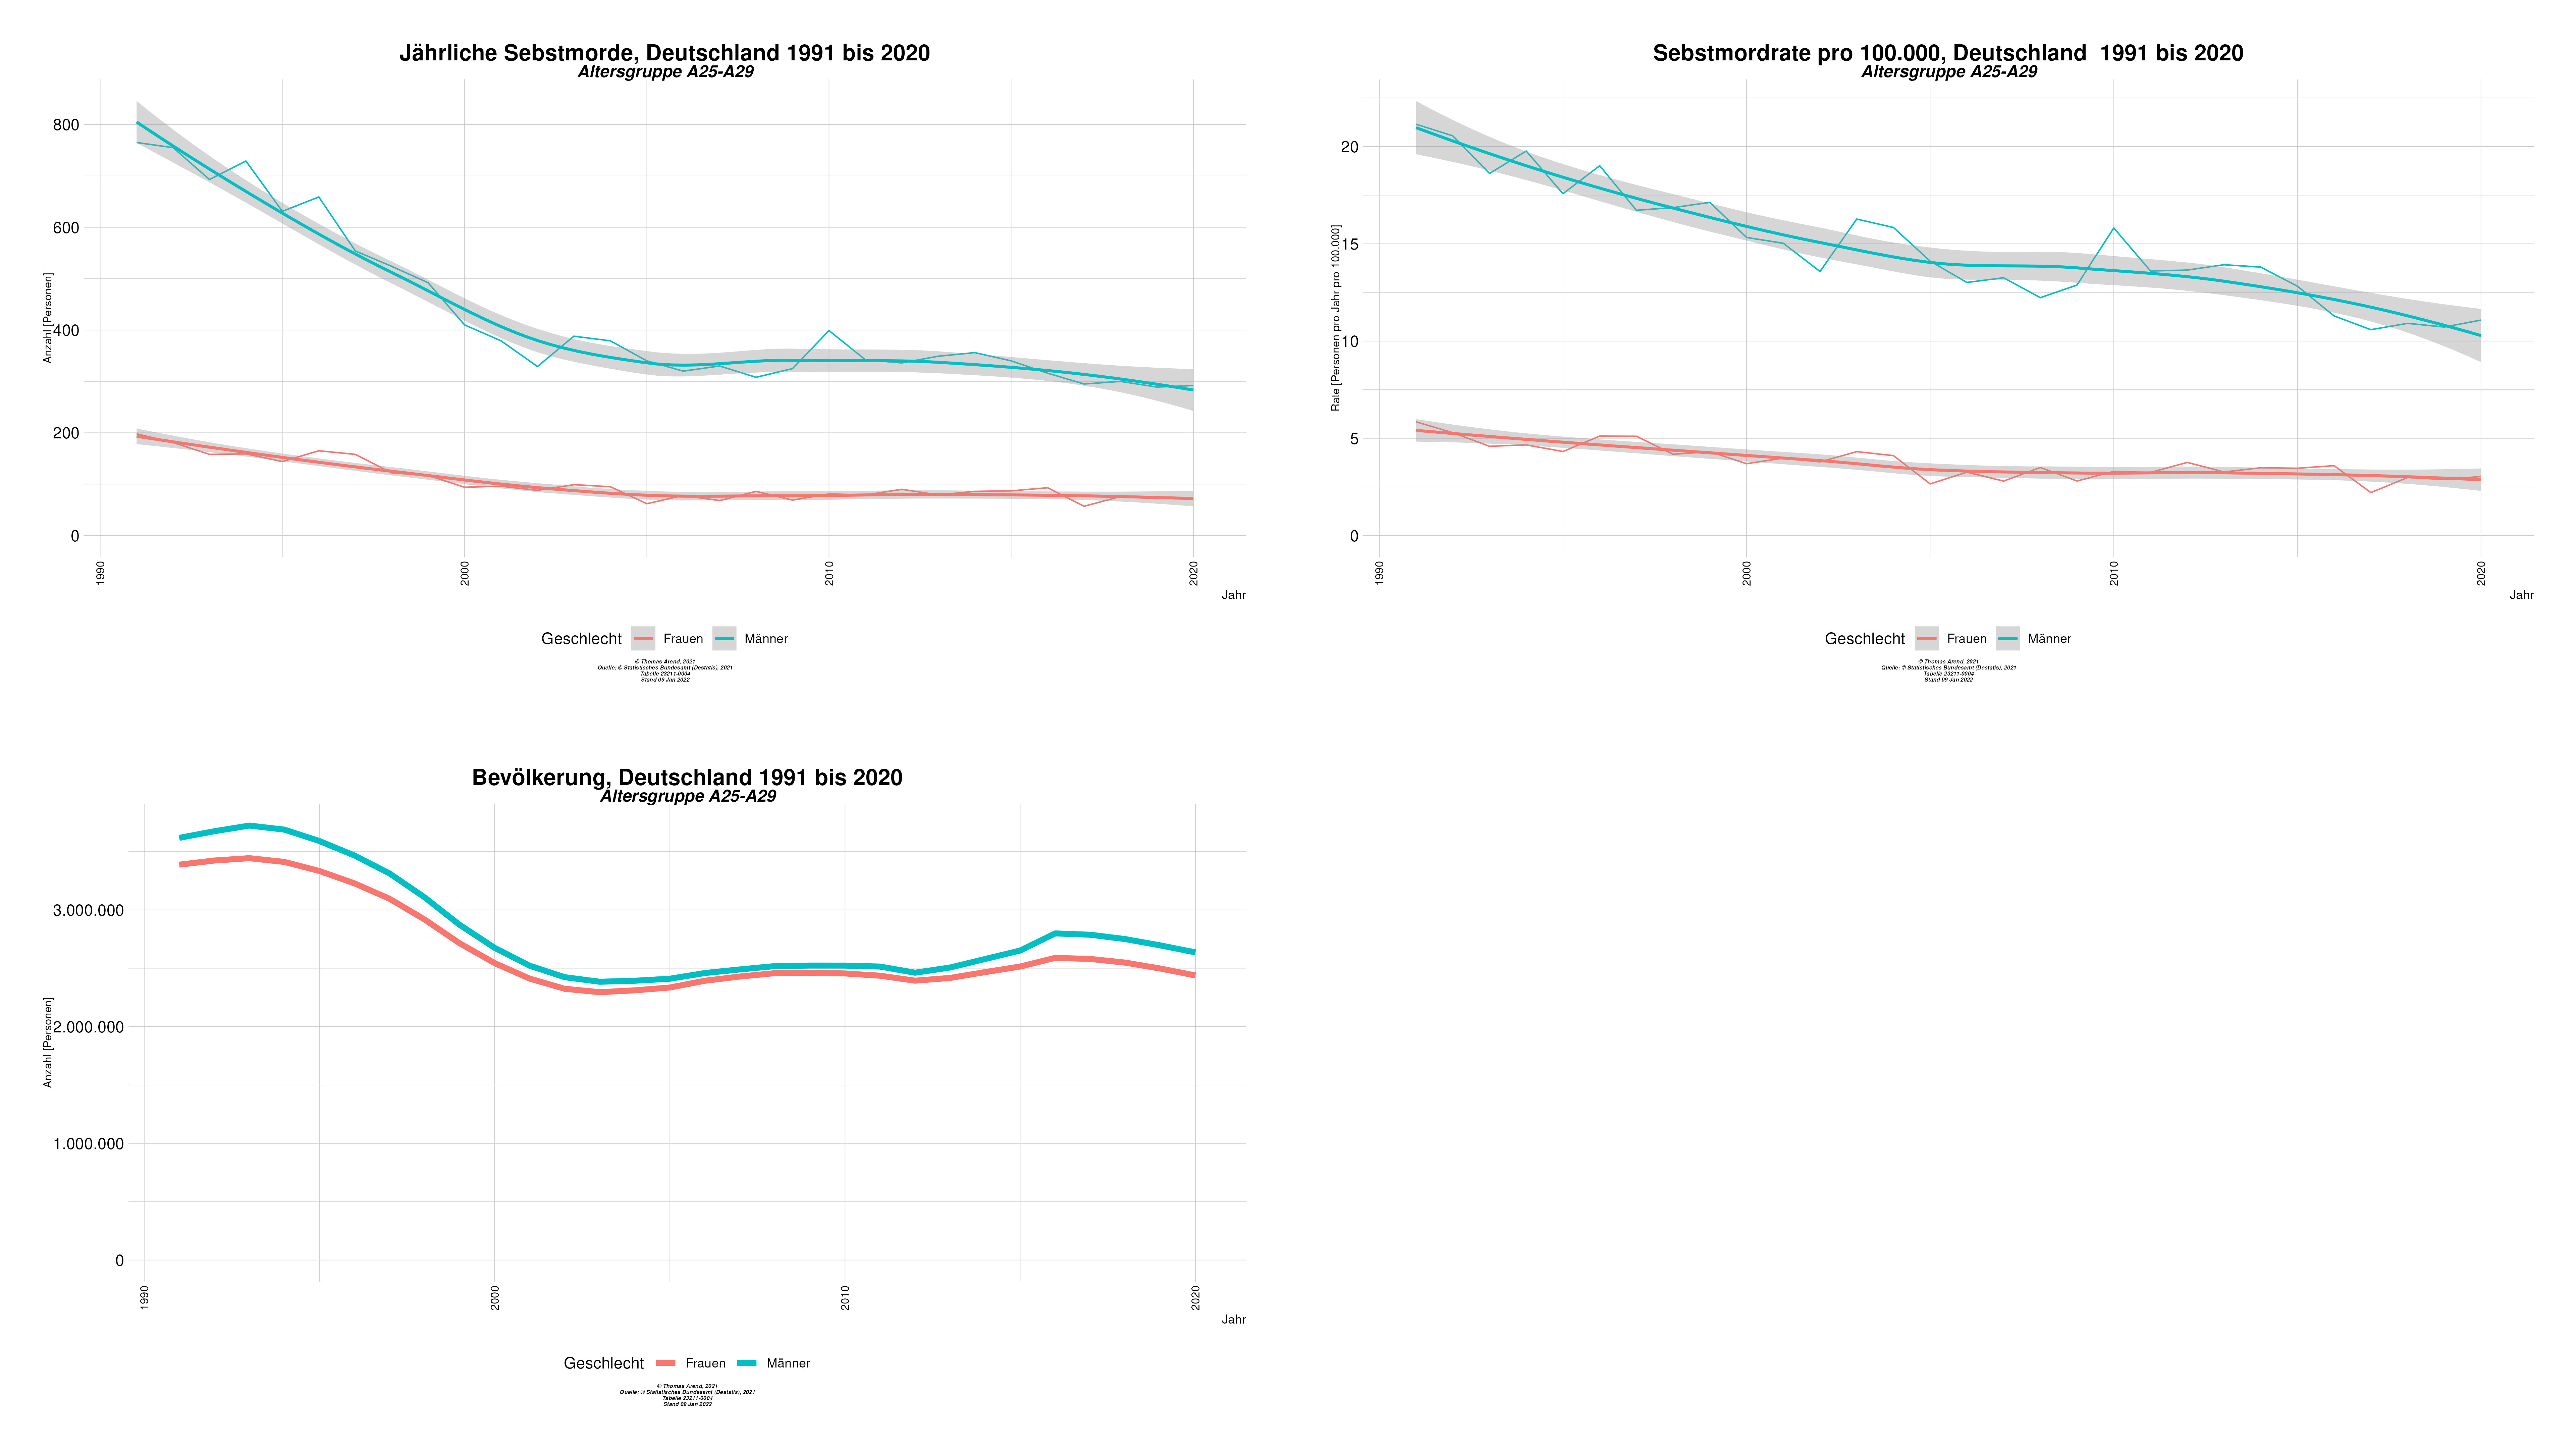 Jährliche Sebstmorde, Deutschland 1991 bis 2020
Altersgruppe A25-A29
Anzahl [Personen]
800
600
400
200
0
1990
2000
2010
2020
Jahr
Geschlecht Frauen Männer
© Thomas Arend, 2021
Quelle: © Statistisches Bundesamt (Destatis), 2021
Tabelle 23211-0004
Stand 09 Jan 2022
Sebstmordrate pro 100.000, Deutschland  1991 bis 2020
Altersgruppe A25-A29
Rate [Personen pro Jahr pro 100.000]
20
15
10
5
0
1990
2000
2010
2020
Jahr
Geschlecht Frauen Männer
© Thomas Arend, 2021
Quelle: © Statistisches Bundesamt (Destatis), 2021
Tabelle 23211-0004
Stand 09 Jan 2022
Bevölkerung, Deutschland 1991 bis 2020
Altersgruppe A25-A29
Anzahl [Personen]
3.000.000
2.000.000
1.000.000
0
1990
2000
2010
2020
Jahr
Geschlecht Frauen Männer
© Thomas Arend, 2021
Quelle: © Statistisches Bundesamt (Destatis), 2021
Tabelle 23211-0004
Stand 09 Jan 2022